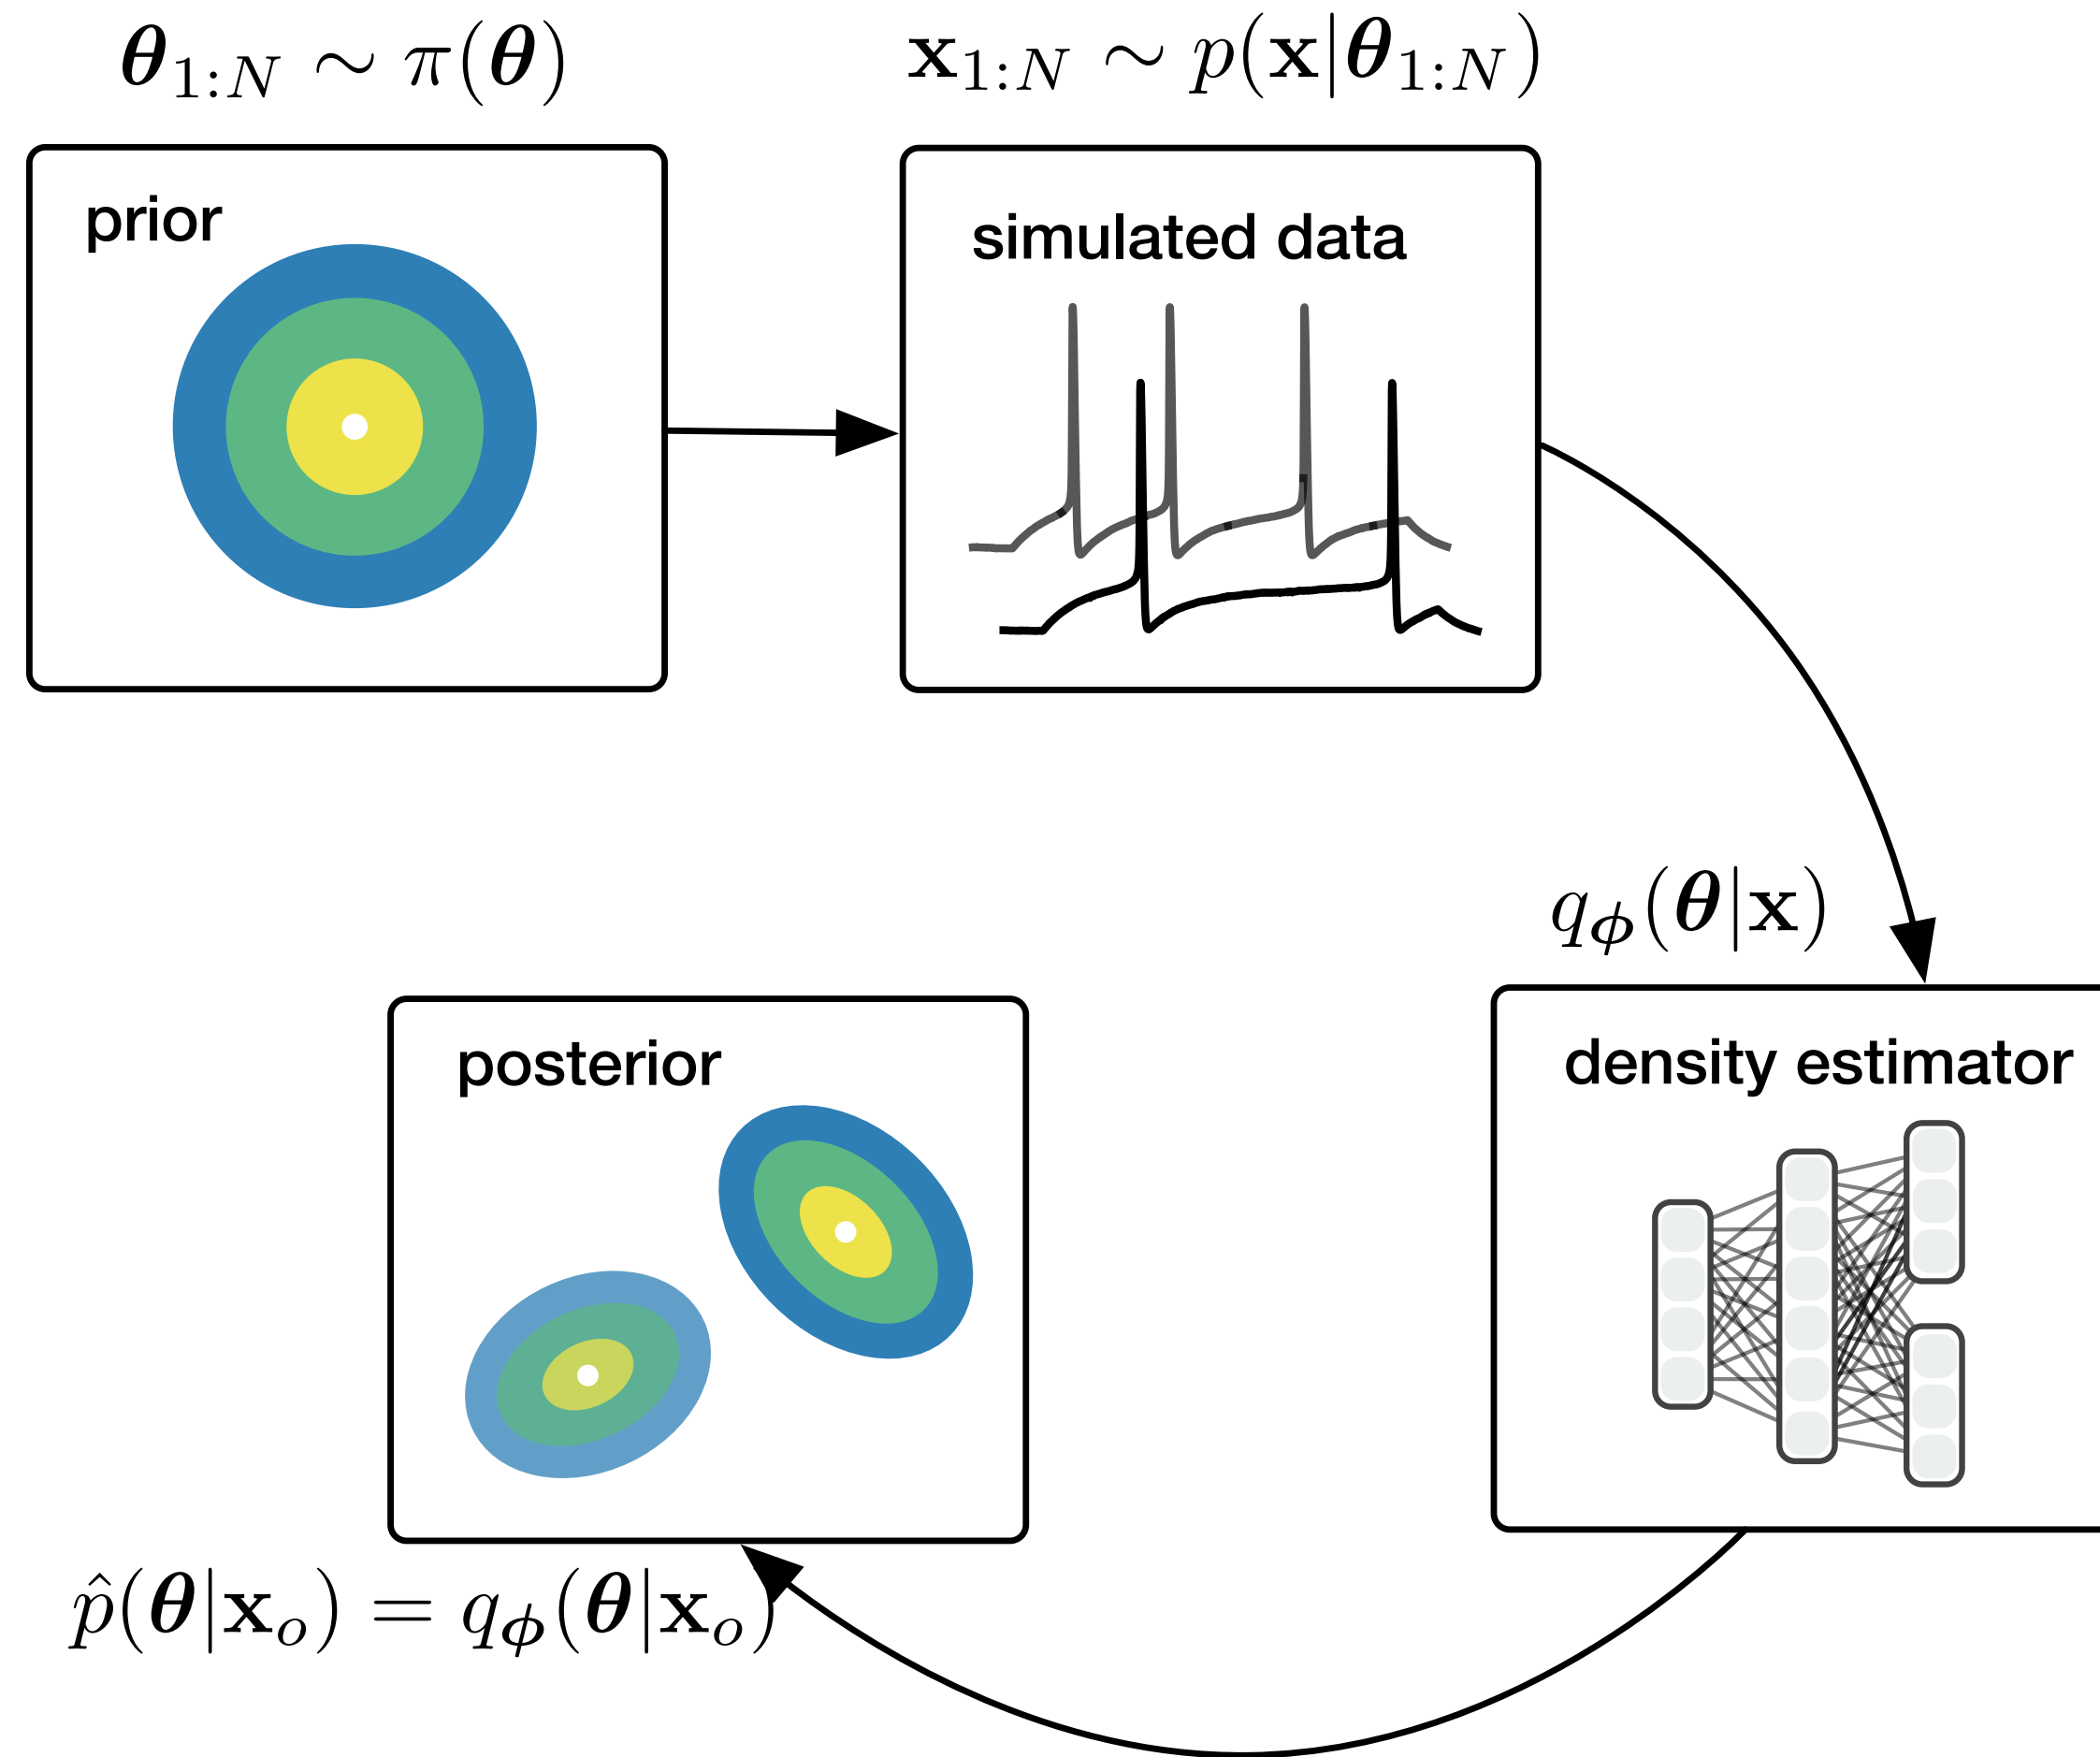 θ₁:N ∼ π(θ)
x₁:N ∼ p(x|θ₁:N)
prior
simulated data
qϕ(θ|x)
density estimator
posterior
p̂(θ|xₒ) = qϕ(θ|xₒ)